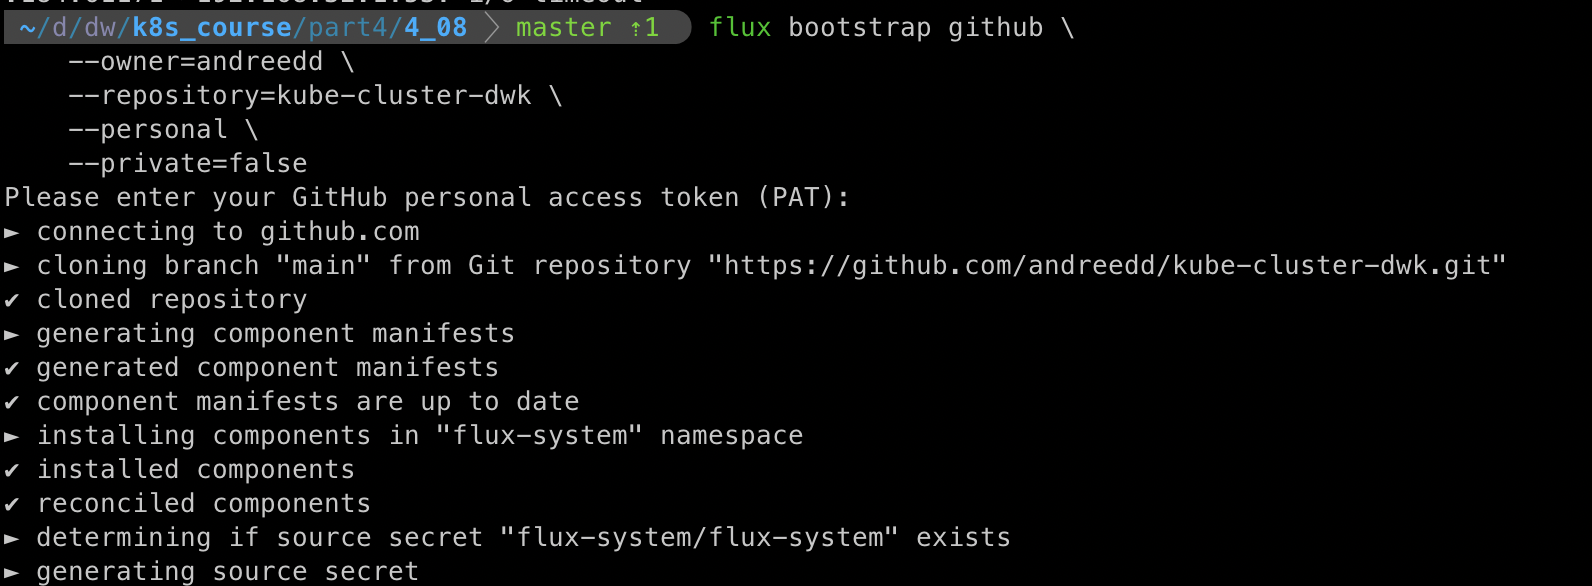 ~/d/dw/k8s_course/part4/4_08 master ⇡1 flux bootstrap github \
--owner=andreedd \
--repository=kube-cluster-dwk \
--personal \
--private=false
Please enter your GitHub personal access token (PAT):
► connecting to github.com
► cloning branch "main" from Git repository "https://github.com/andreedd/kube-cluster-dwk.git"
✔ cloned repository
► generating component manifests
✔ generated component manifests
✔ component manifests are up to date
► installing components in "flux-system" namespace
✔ installed components
✔ reconciled components
► determining if source secret "flux-system/flux-system" exists
► generating source secret